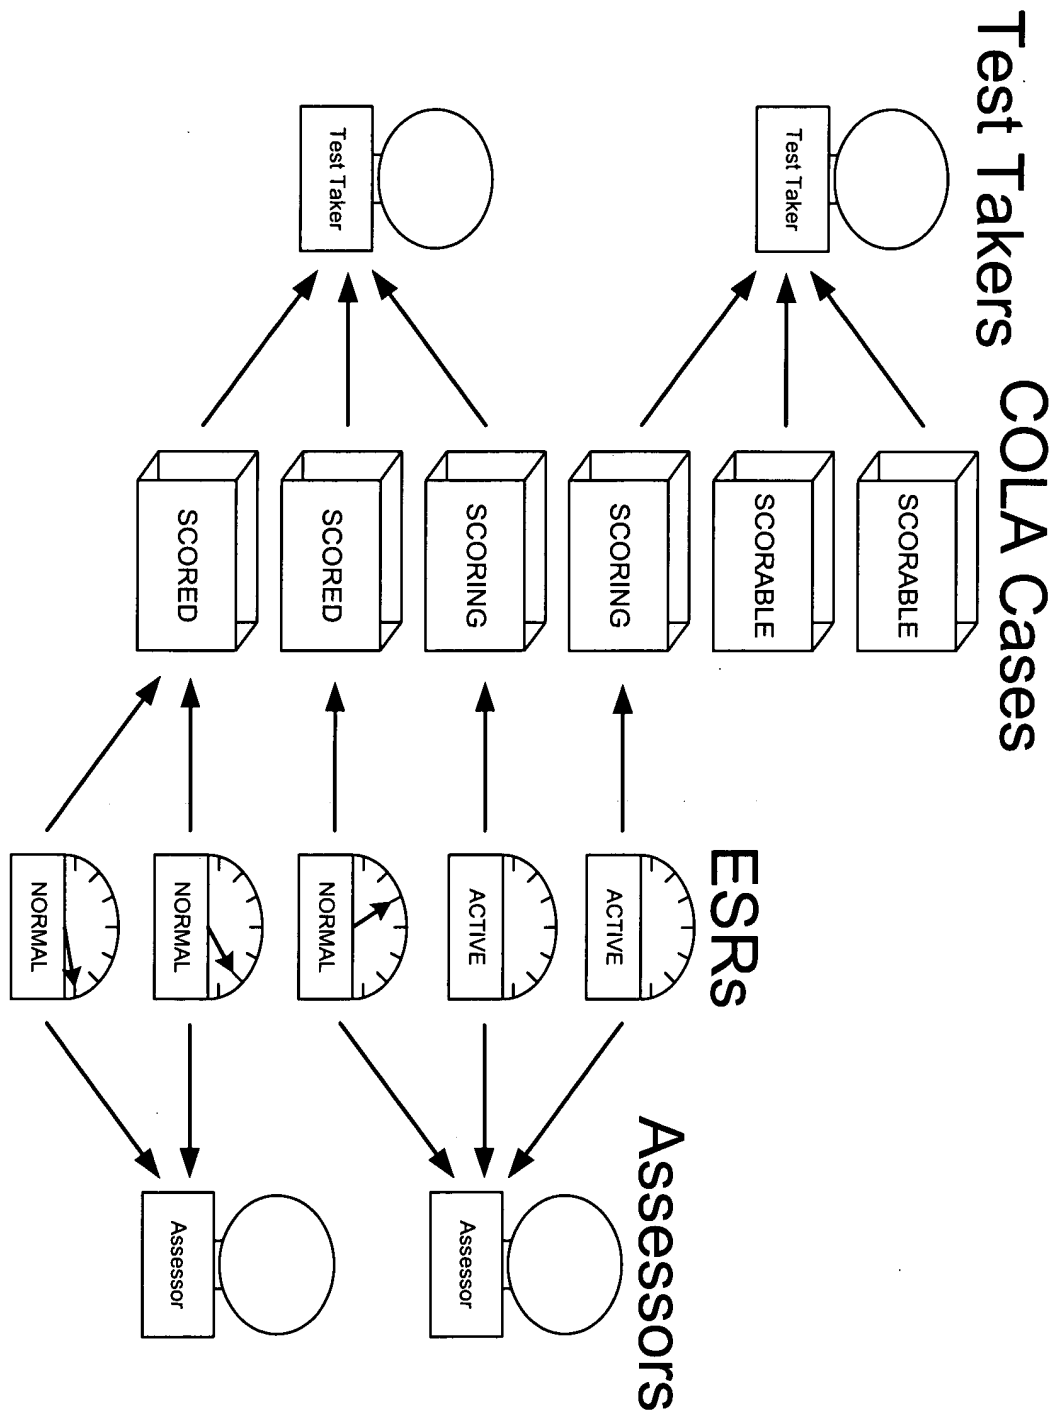 Test Takers
COLA Cases
ESRs
Assessors
Test Taker
Test Taker
SCORABLE
SCORABLE
SCORING
SCORING
SCORED
SCORED
ACTIVE
ACTIVE
NORMAL
NORMAL
NORMAL
Assessor
Assessor